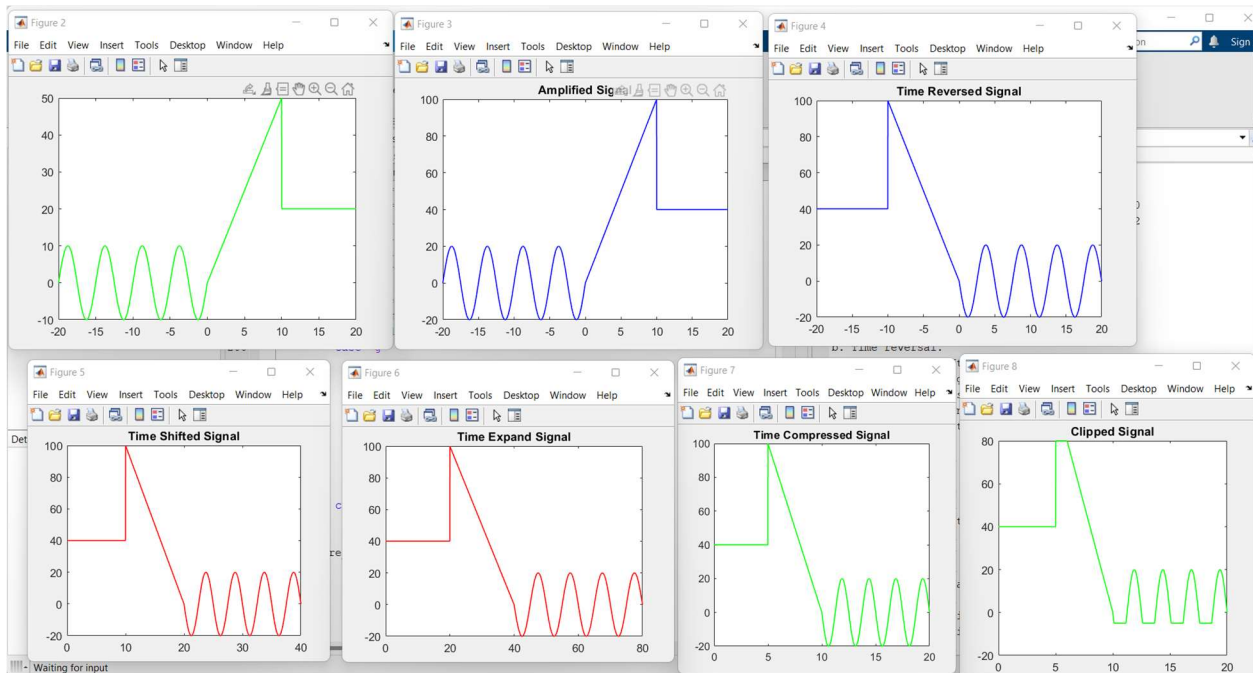 Figure 2
File Edit View Insert Tools Desktop Window Help
50
40
30
20
10
0
-10
-20 -15 -10 -5 0 5 10 15 20
Figure 3
File Edit View Insert Tools Desktop Window Help
Amplified
100
80
60
40
20
0
-20
-20 -15 -10 -5 0 5 10 15 20
Figure 4
File Edit View Insert Tools Desktop Window Help
Time Reversed Signal
100
80
60
40
20
0
-20
-20 -15 -10 -5 0 5 10 15 20
on
Sign
0
2
b. Time reversal.
Figure 5
File Edit View Insert Tools Desktop Window Help
Time Shifted Signal
100
80
60
40
20
0
-20
0 10 20 30 40
Figure 6
File Edit View Insert Tools Desktop Window Help
Time Expand Signal
100
80
60
40
20
0
-20
0 20 40 60 80
Figure 7
File Edit View Insert Tools Desktop Window Help
Time Compressed Signal
100
80
60
40
20
0
-20
0 5 10 15 20
Figure 8
File Edit View Insert Tools Desktop Window Help
Clipped Signal
80
60
40
20
0
-20
0 5 10 15 20
Det
c
re
Waiting for input